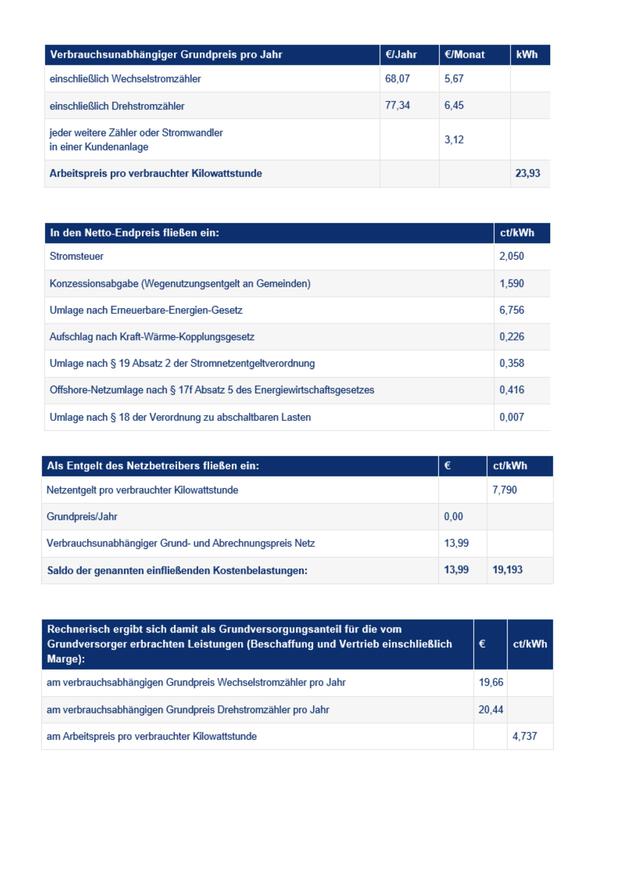 Verbrauchsunabhängiger Grundpreis pro Jahr €/Jahr €/Monat kWh
einschließlich Wechselstromzähler 68,07 5,67
einschließlich Drehstromzähler 77,34 6,45
jeder weitere Zähler oder Stromwandler
in einer Kundenanlage 3,12
Arbeitspreis pro verbrauchter Kilowattstunde 23,93
In den Netto-Endpreis fließen ein: ct/kWh
Stromsteuer 2,050
Konzessionsabgabe (Wegenutzungsentgelt an Gemeinden) 1,590
Umlage nach Erneuerbare-Energien-Gesetz 6,756
Aufschlag nach Kraft-Wärme-Kopplungsgesetz 0,226
Umlage nach § 19 Absatz 2 der Stromnetzentgeltverordnung 0,358
Offshore-Netzumlage nach § 17f Absatz 5 des Energiewirtschaftsgesetzes 0,416
Umlage nach § 18 der Verordnung zu abschaltbaren Lasten 0,007
Als Entgelt des Netzbetreibers fließen ein: € ct/kWh
Netzentgelt pro verbrauchter Kilowattstunde 7,790
Grundpreis/Jahr 0,00
Verbrauchsunabhängiger Grund- und Abrechnungspreis Netz 13,99
Saldo der genannten einfließenden Kostenbelastungen: 13,99 19,193
Rechnerisch ergibt sich damit als Grundversorgungsanteil für die vom
Grundversorger erbrachten Leistungen (Beschaffung und Vertrieb einschließlich € ct/kWh
Marge):
am verbrauchsabhängigen Grundpreis Wechselstromzähler pro Jahr 19,66
am verbrauchsabhängigen Grundpreis Drehstromzähler pro Jahr 20,44
am Arbeitspreis pro verbrauchter Kilowattstunde 4,737